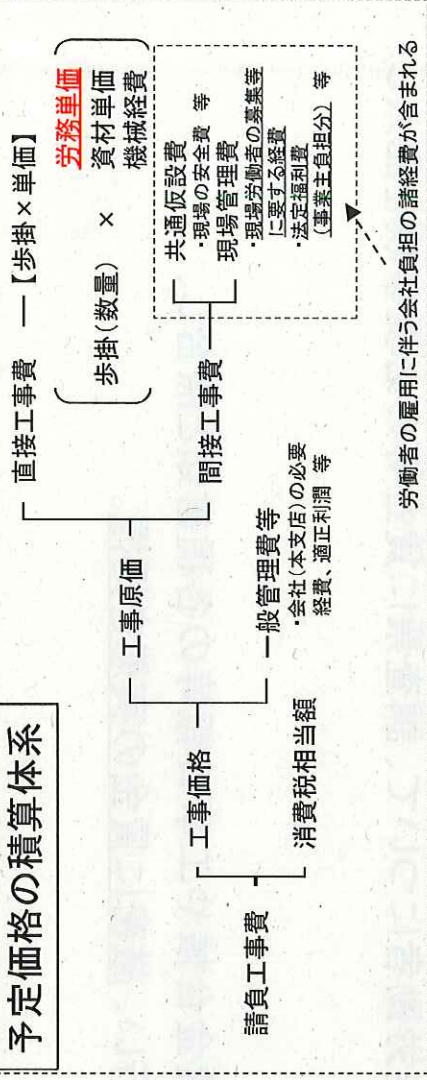 予定価格の積算体系
請負工事費
工事価格
消費税相当額
工事原価
一般管理費等
・会社(本支店)の必要
経費、適正利潤 等
直接工事費 ― 【歩掛×単価】
歩掛(数量) ×
労務単価
資材単価
機械経費
間接工事費
共通仮設費
・現場の安全費 等
現場管理費
・現場労働者の募集等
に要する経費
・法定福利費
(事業主負担分) 等
労働者の雇用に伴う会社負担の諸経費が含まれる